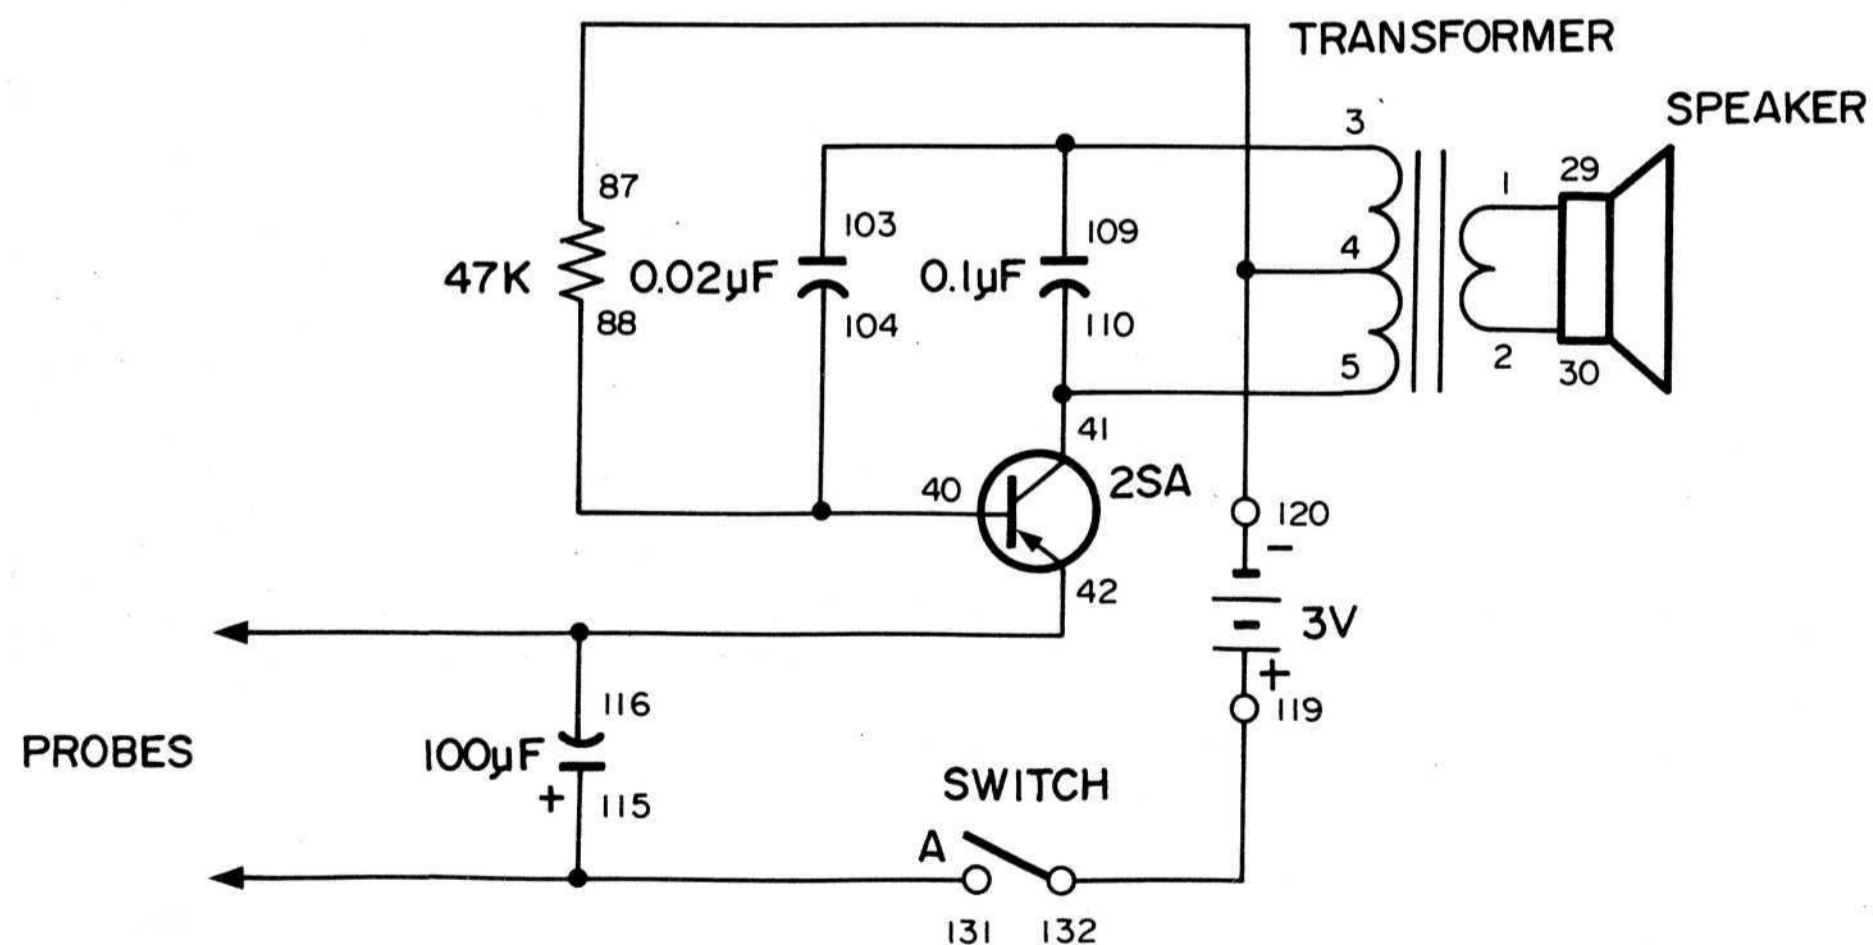 TRANSFORMER
SPEAKER
3
87
1
29
103
109
4
47K
0.02µF
0.1µF
88
104
110
5
2
30
41
40
2SA
120
−
42
3V
+
119
116
PROBES
100µF
+
115
SWITCH
A
131
132